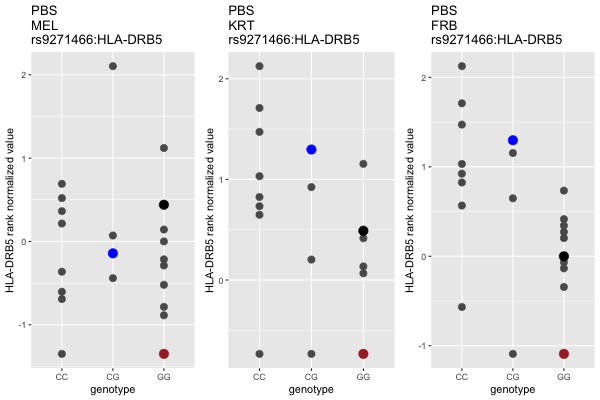 PBS
MEL
rs9271466:HLA-DRB5
HLA-DRB5 rank normalized value
2
1
0
-1
CC CG GG
genotype
PBS
KRT
rs9271466:HLA-DRB5
HLA-DRB5 rank normalized value
2
1
0
CC CG GG
genotype
PBS
FRB
rs9271466:HLA-DRB5
HLA-DRB5 rank normalized value
2
1
0
-1
CC CG GG
genotype